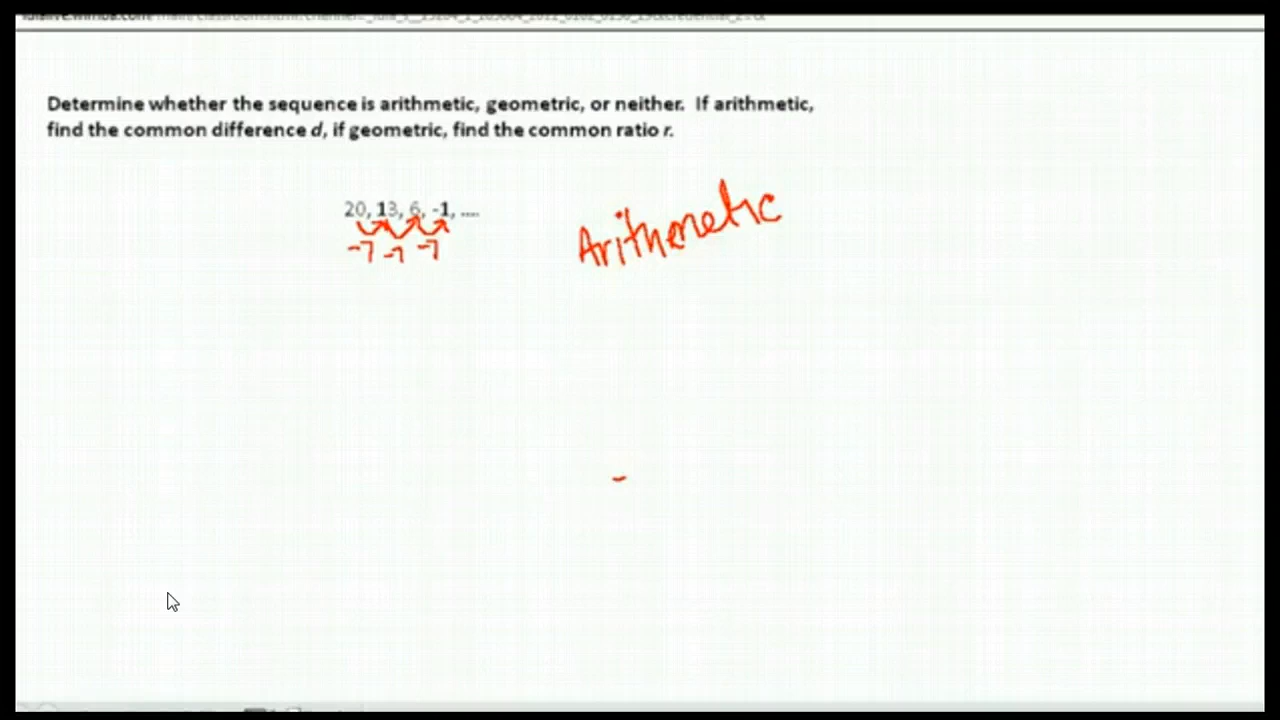 Determine whether the sequence is arithmetic, geometric, or neither. If arithmetic,
find the common difference d, if geometric, find the common ratio r.
20, 13, 6, -1, ....
-7 -7 -7
Arithmetic
-